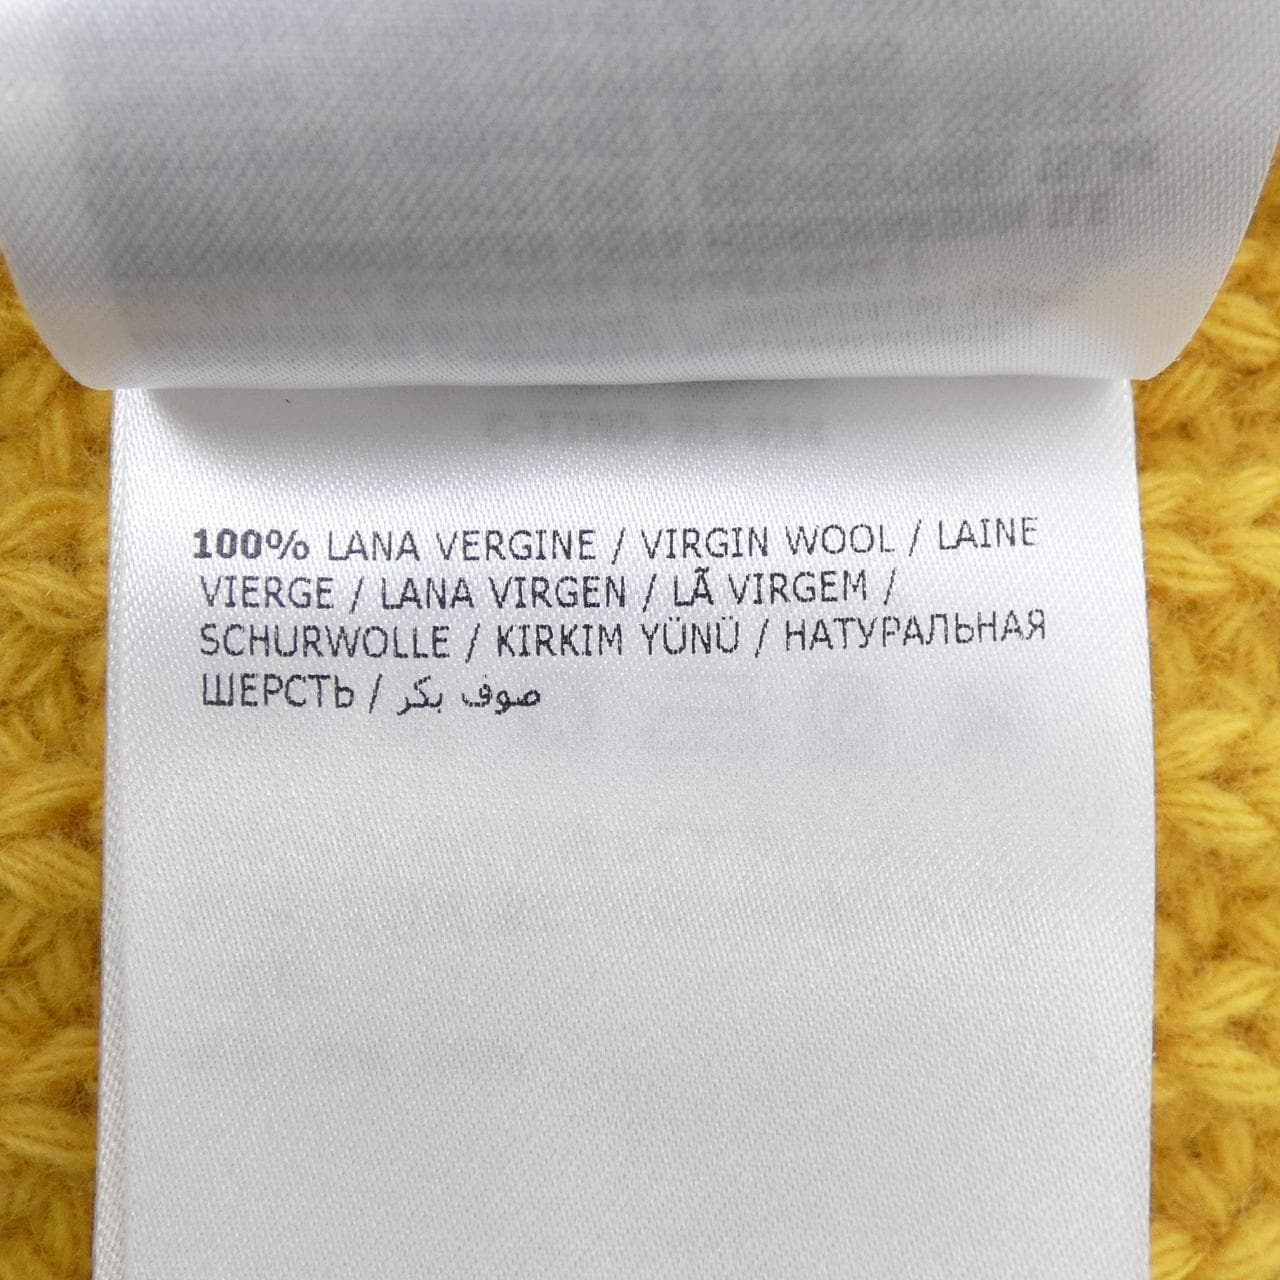 100% LANA VERGINE / VIRGIN WOOL / LAINE
VIERGE / LANA VIRGEN / LÃ VIRGEM /
SCHURWOLLE / KIRKIM YÜNÜ / НАТУРАЛЬНАЯ
ШЕРСТЬ / صوف بكر